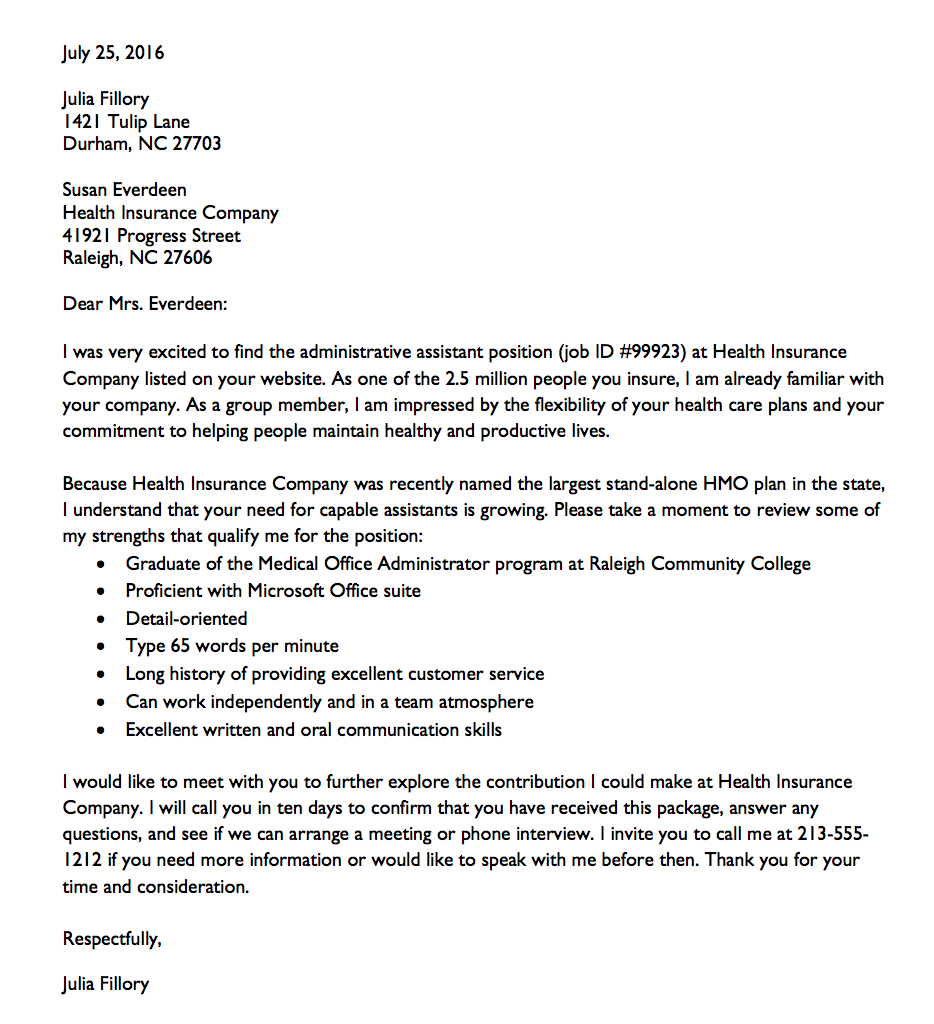 July 25, 2016
Julia Fillory
1421 Tulip Lane
Durham, NC 27703
Susan Everdeen
Health Insurance Company
41921 Progress Street
Raleigh, NC 27606
Dear Mrs. Everdeen:
I was very excited to find the administrative assistant position (job ID #99923) at Health Insurance
Company listed on your website. As one of the 2.5 million people you insure, I am already familiar with
your company. As a group member, I am impressed by the flexibility of your health care plans and your
commitment to helping people maintain healthy and productive lives.
Because Health Insurance Company was recently named the largest stand-alone HMO plan in the state,
I understand that your need for capable assistants is growing. Please take a moment to review some of
my strengths that qualify me for the position:
• Graduate of the Medical Office Administrator program at Raleigh Community College
• Proficient with Microsoft Office suite
• Detail-oriented
• Type 65 words per minute
• Long history of providing excellent customer service
• Can work independently and in a team atmosphere
• Excellent written and oral communication skills
I would like to meet with you to further explore the contribution I could make at Health Insurance
Company. I will call you in ten days to confirm that you have received this package, answer any
questions, and see if we can arrange a meeting or phone interview. I invite you to call me at 213-555-
1212 if you need more information or would like to speak with me before then. Thank you for your
time and consideration.
Respectfully,
Julia Fillory